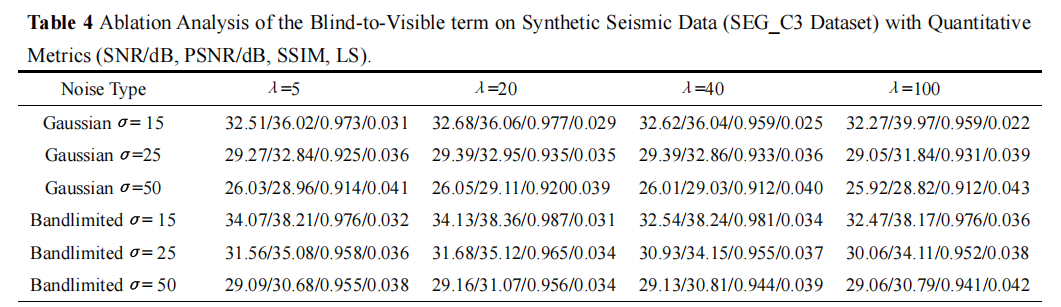 Table 4 Ablation Analysis of the Blind-to-Visible term on Synthetic Seismic Data (SEG_C3 Dataset) with Quantitative
Metrics (SNR/dB, PSNR/dB, SSIM, LS).
Noise Type λ=5 λ=20 λ=40 λ=100
Gaussian σ= 15 32.51/36.02/0.973/0.031 32.68/36.06/0.977/0.029 32.62/36.04/0.959/0.025 32.27/39.97/0.959/0.022
Gaussian σ=25 29.27/32.84/0.925/0.036 29.39/32.95/0.935/0.035 29.39/32.86/0.933/0.036 29.05/31.84/0.931/0.039
Gaussian σ=50 26.03/28.96/0.914/0.041 26.05/29.11/0.9200.039 26.01/29.03/0.912/0.040 25.92/28.82/0.912/0.043
Bandlimited σ= 15 34.07/38.21/0.976/0.032 34.13/38.36/0.987/0.031 32.54/38.24/0.981/0.034 32.47/38.17/0.976/0.036
Bandlimited σ= 25 31.56/35.08/0.958/0.036 31.68/35.12/0.965/0.034 30.93/34.15/0.955/0.037 30.06/34.11/0.952/0.038
Bandlimited σ= 50 29.09/30.68/0.955/0.038 29.16/31.07/0.956/0.034 29.13/30.81/0.944/0.039 29.06/30.79/0.941/0.042